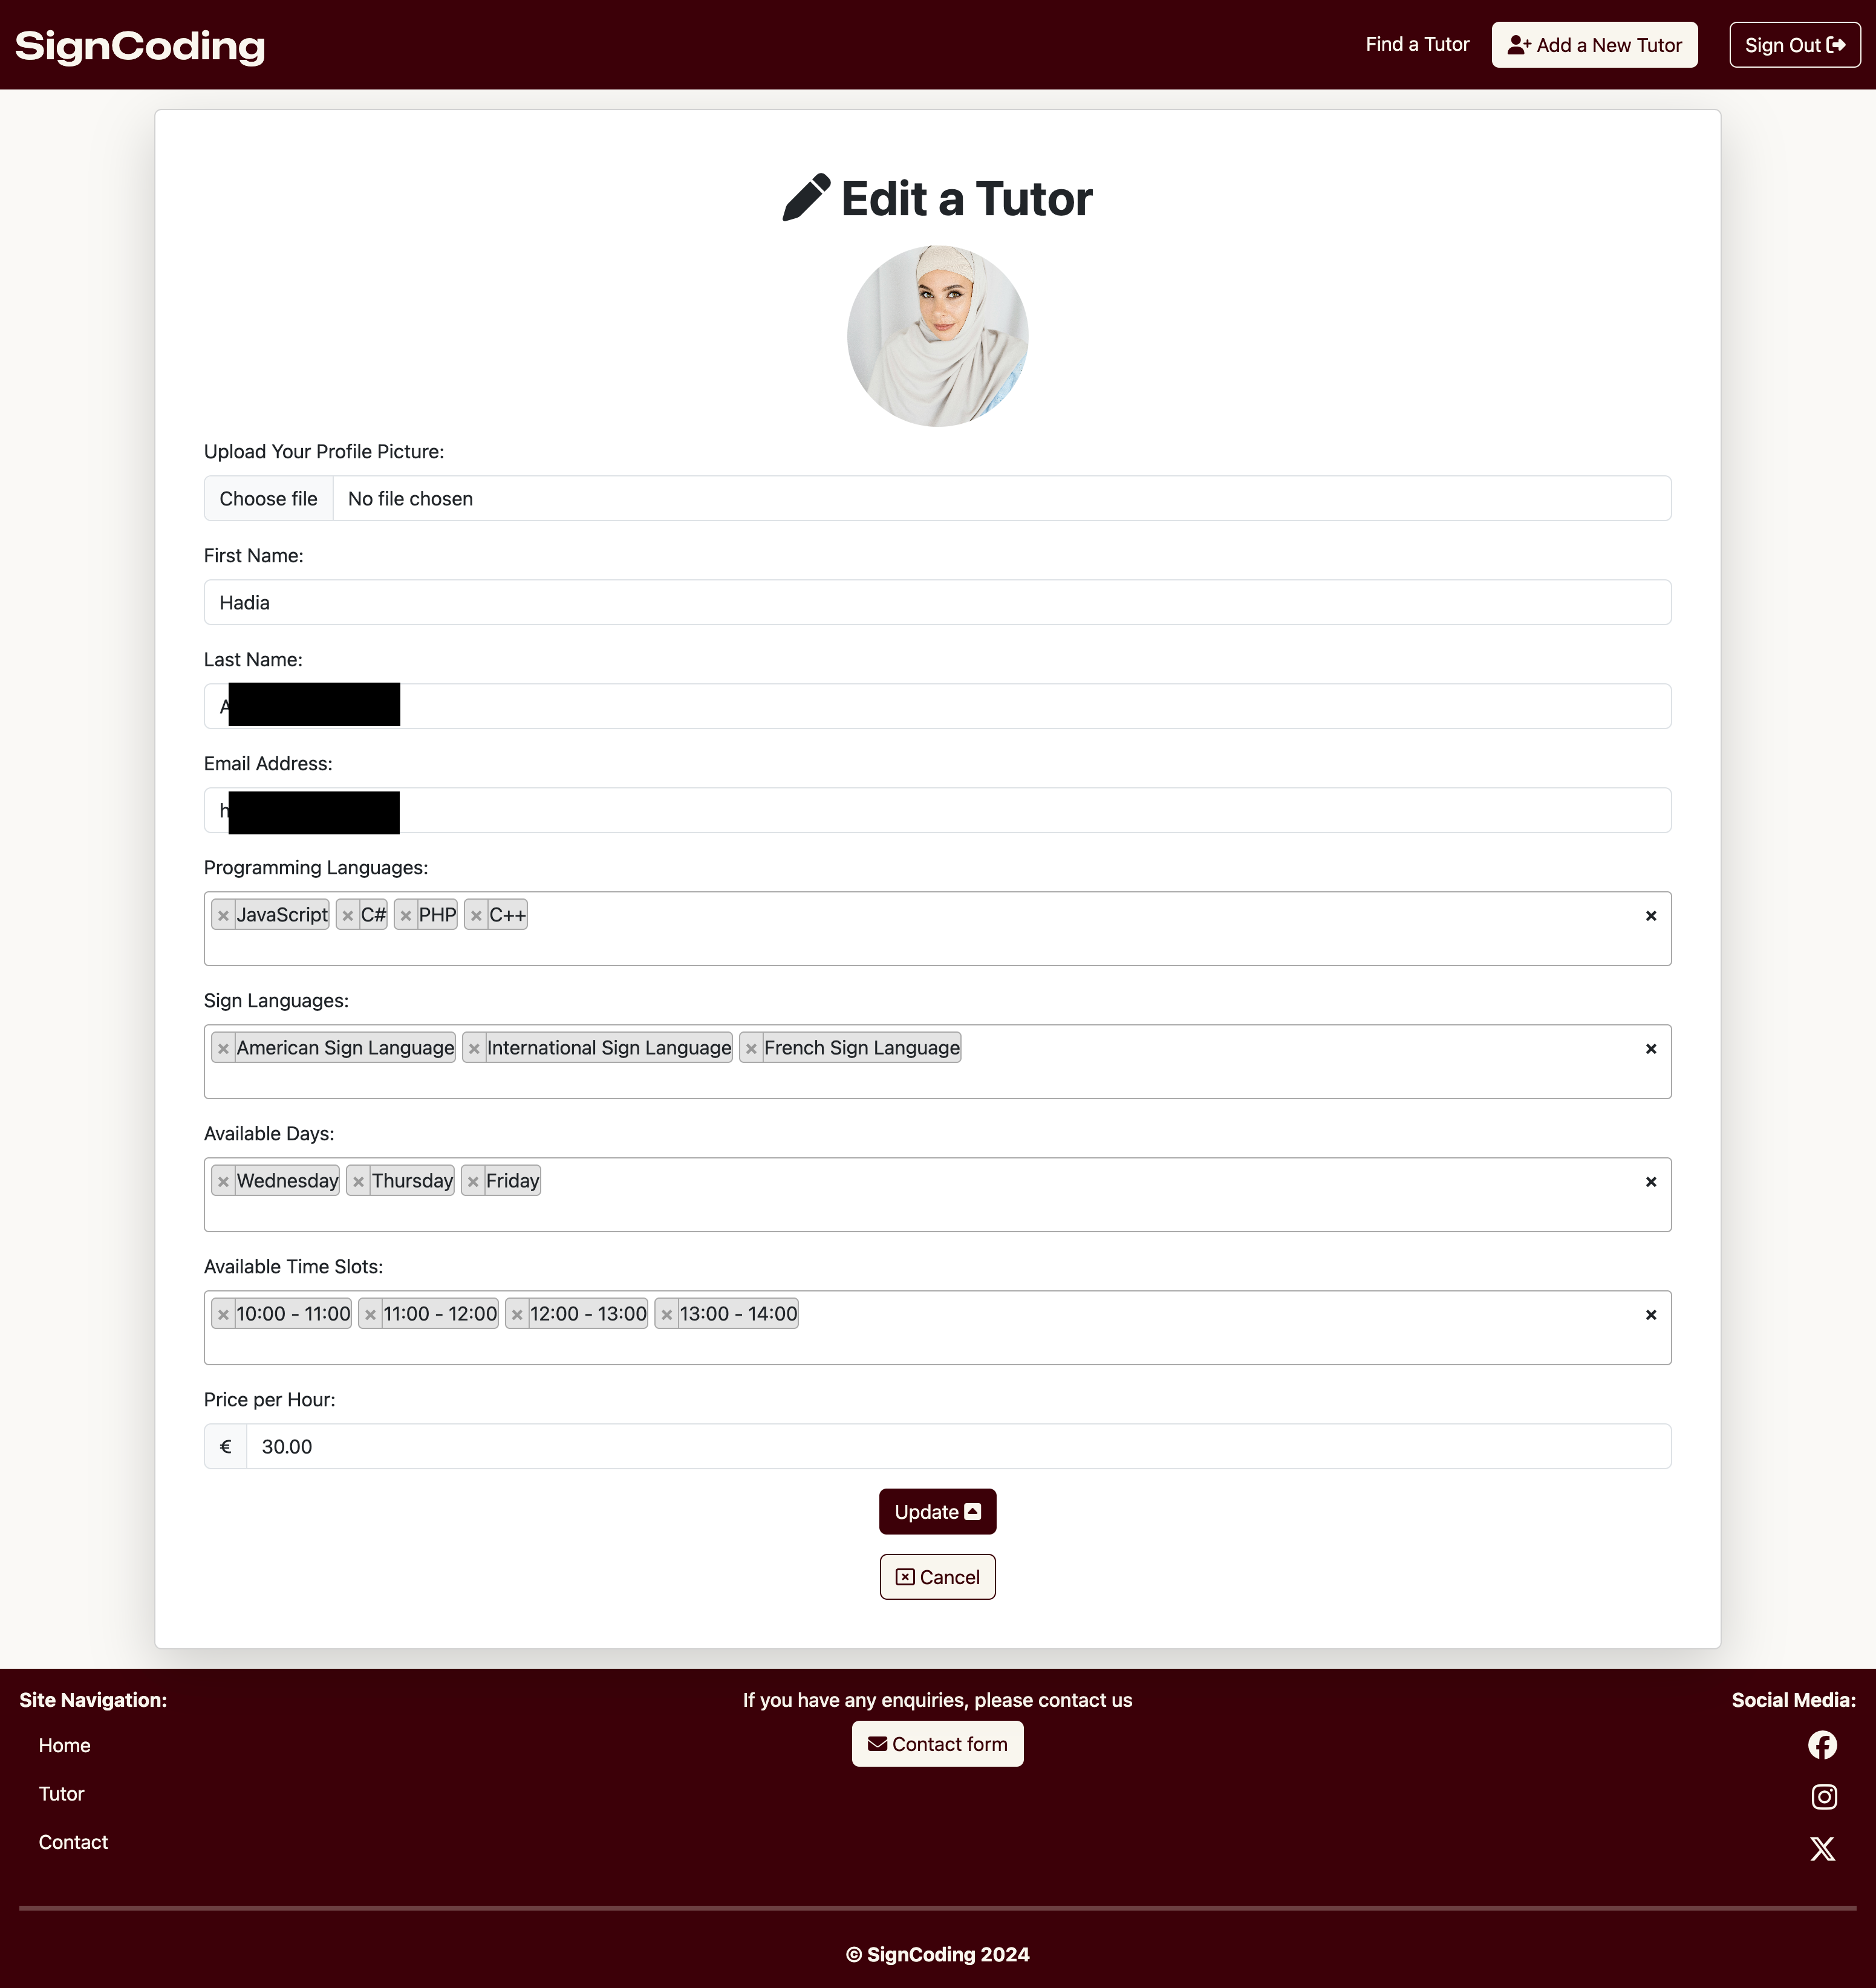 SignCoding
Find a Tutor
Add a New Tutor
Sign Out
Edit a Tutor
Upload Your Profile Picture:
Choose file No file chosen
First Name:
Hadia
Last Name:
A
Email Address:
h
Programming Languages:
× JavaScript × C# × PHP × C++ ×
Sign Languages:
× American Sign Language × International Sign Language × French Sign Language ×
Available Days:
× Wednesday × Thursday × Friday ×
Available Time Slots:
× 10:00 - 11:00 × 11:00 - 12:00 × 12:00 - 13:00 × 13:00 - 14:00 ×
Price per Hour:
€ 30.00
Update
Cancel
Site Navigation:
Home
Tutor
Contact
If you have any enquiries, please contact us
Contact form
Social Media:
© SignCoding 2024